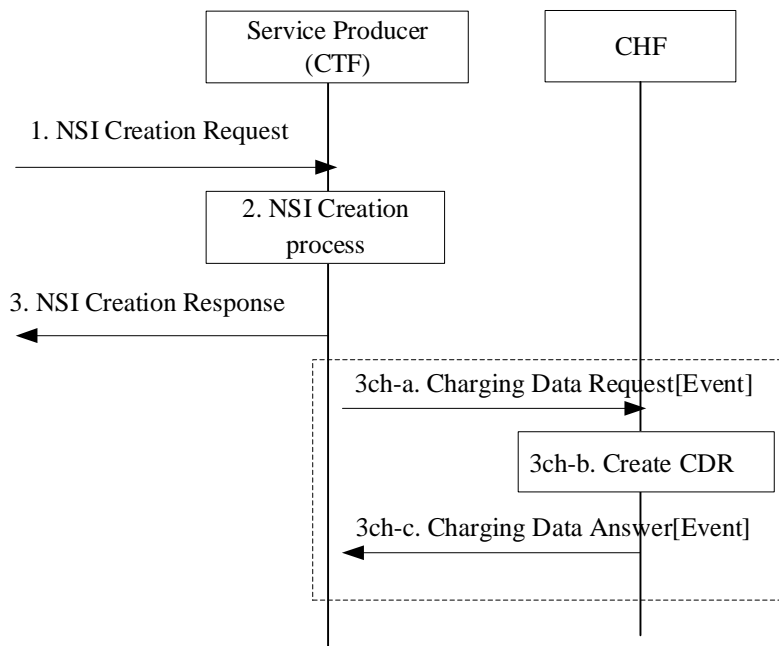 Service Producer
(CTF)
CHF
1. NSI Creation Request
2. NSI Creation
process
3. NSI Creation Response
3ch-a. Charging Data Request[Event]
3ch-b. Create CDR
3ch-c. Charging Data Answer[Event]